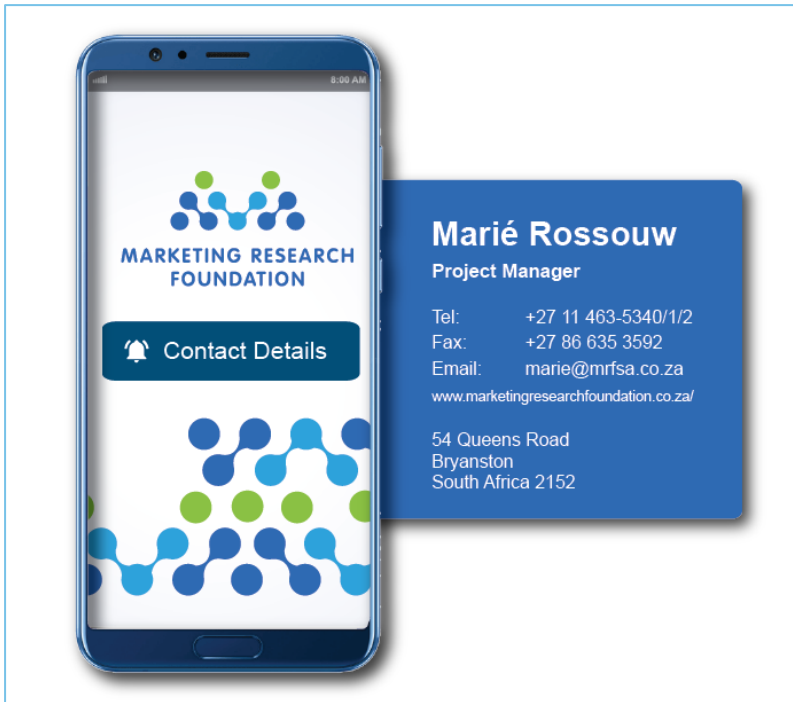 8:00 AM
MARKETING RESEARCH
FOUNDATION
Contact Details
Marié Rossouw
Project Manager
Tel: +27 11 463-5340/1/2
Fax: +27 86 635 3592
Email: marie@mrfsa.co.za
www.marketingresearchfoundation.co.za/
54 Queens Road
Bryanston
South Africa 2152